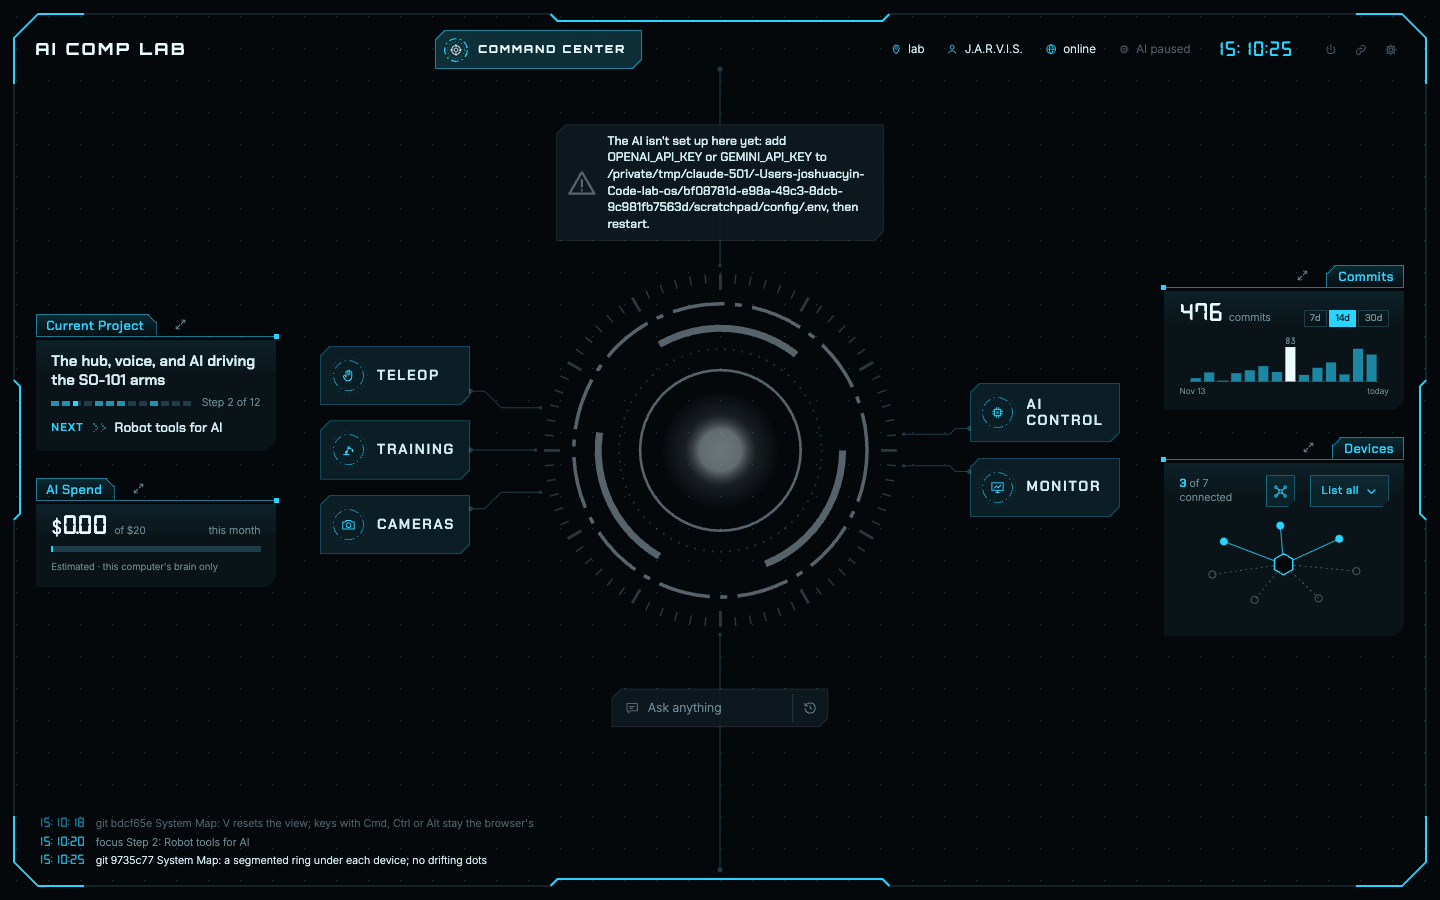 AI COMP LAB
COMMAND CENTER
lab
J.A.R.V.I.S.
online
AI paused
15:10:25
The AI isn't set up here yet: add
OPENAI_API_KEY or GEMINI_API_KEY to
/private/tmp/claude-501/-Users-joshuacyin-
Code-lab-os/bf08781d-e98a-49c3-8dcb-
9c981fb7563d/scratchpad/config/.env, then
restart.
Current Project
The hub, voice, and AI driving
the SO-101 arms
Step 2 of 12
NEXT
Robot tools for AI
AI Spend
$0.00 of $20
this month
Estimated · this computer's brain only
TELEOP
TRAINING
CAMERAS
AI
CONTROL
MONITOR
Commits
476 commits
7d
14d
30d
83
Nov 13
today
Devices
3 of 7
connected
List all
Ask anything
15:10:18 git bdcf65e System Map: V resets the view; keys with Cmd, Ctrl or Alt stay the browser's
15:10:20 focus Step 2: Robot tools for AI
15:10:25 git 9735c77 System Map: a segmented ring under each device; no drifting dots